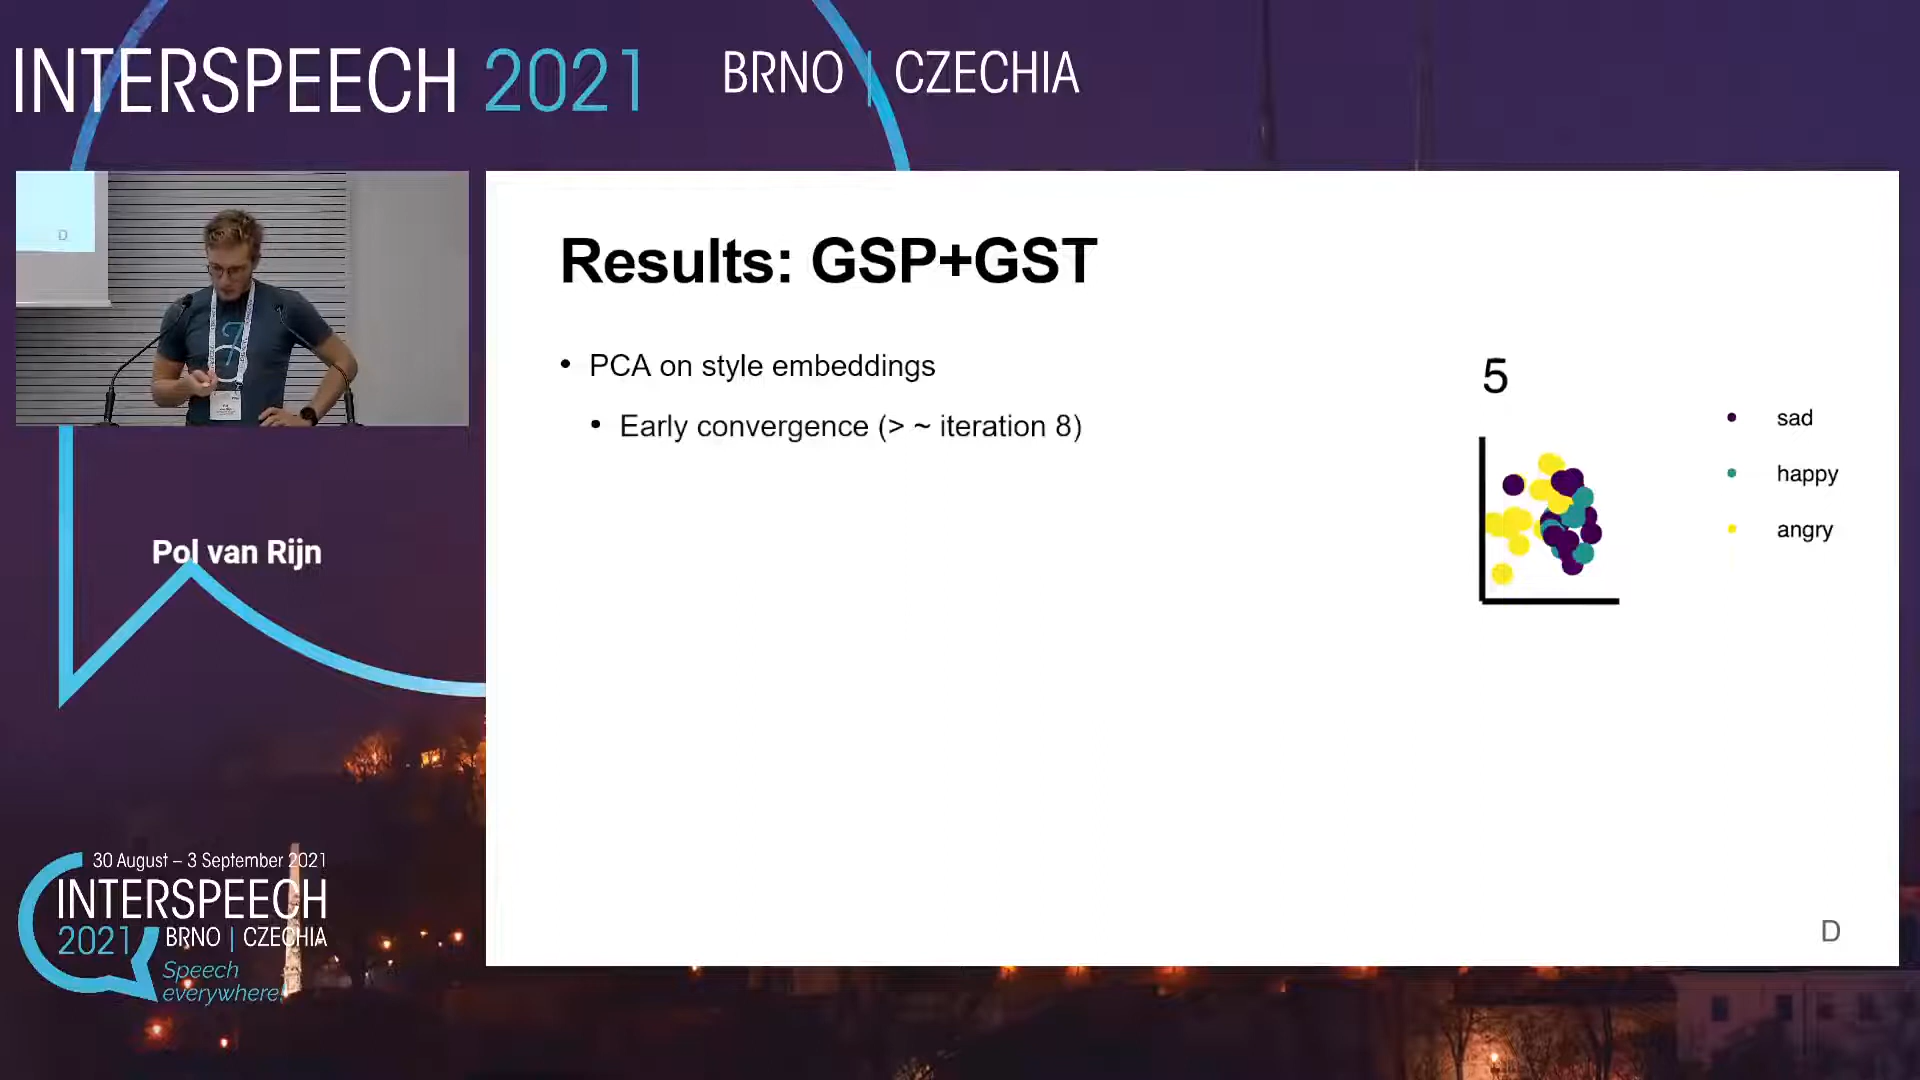 INTERSPEECH 2021 BRNO | CZECHIA
D
Results: GSP+GST
• PCA on style embeddings
• Early convergence (> ~ iteration 8)
5
sad
happy
angry
D
Pol van Rijn
30 August – 3 September 2021
INTERSPEECH
2021 BRNO | CZECHIA
Speech
everywhere!